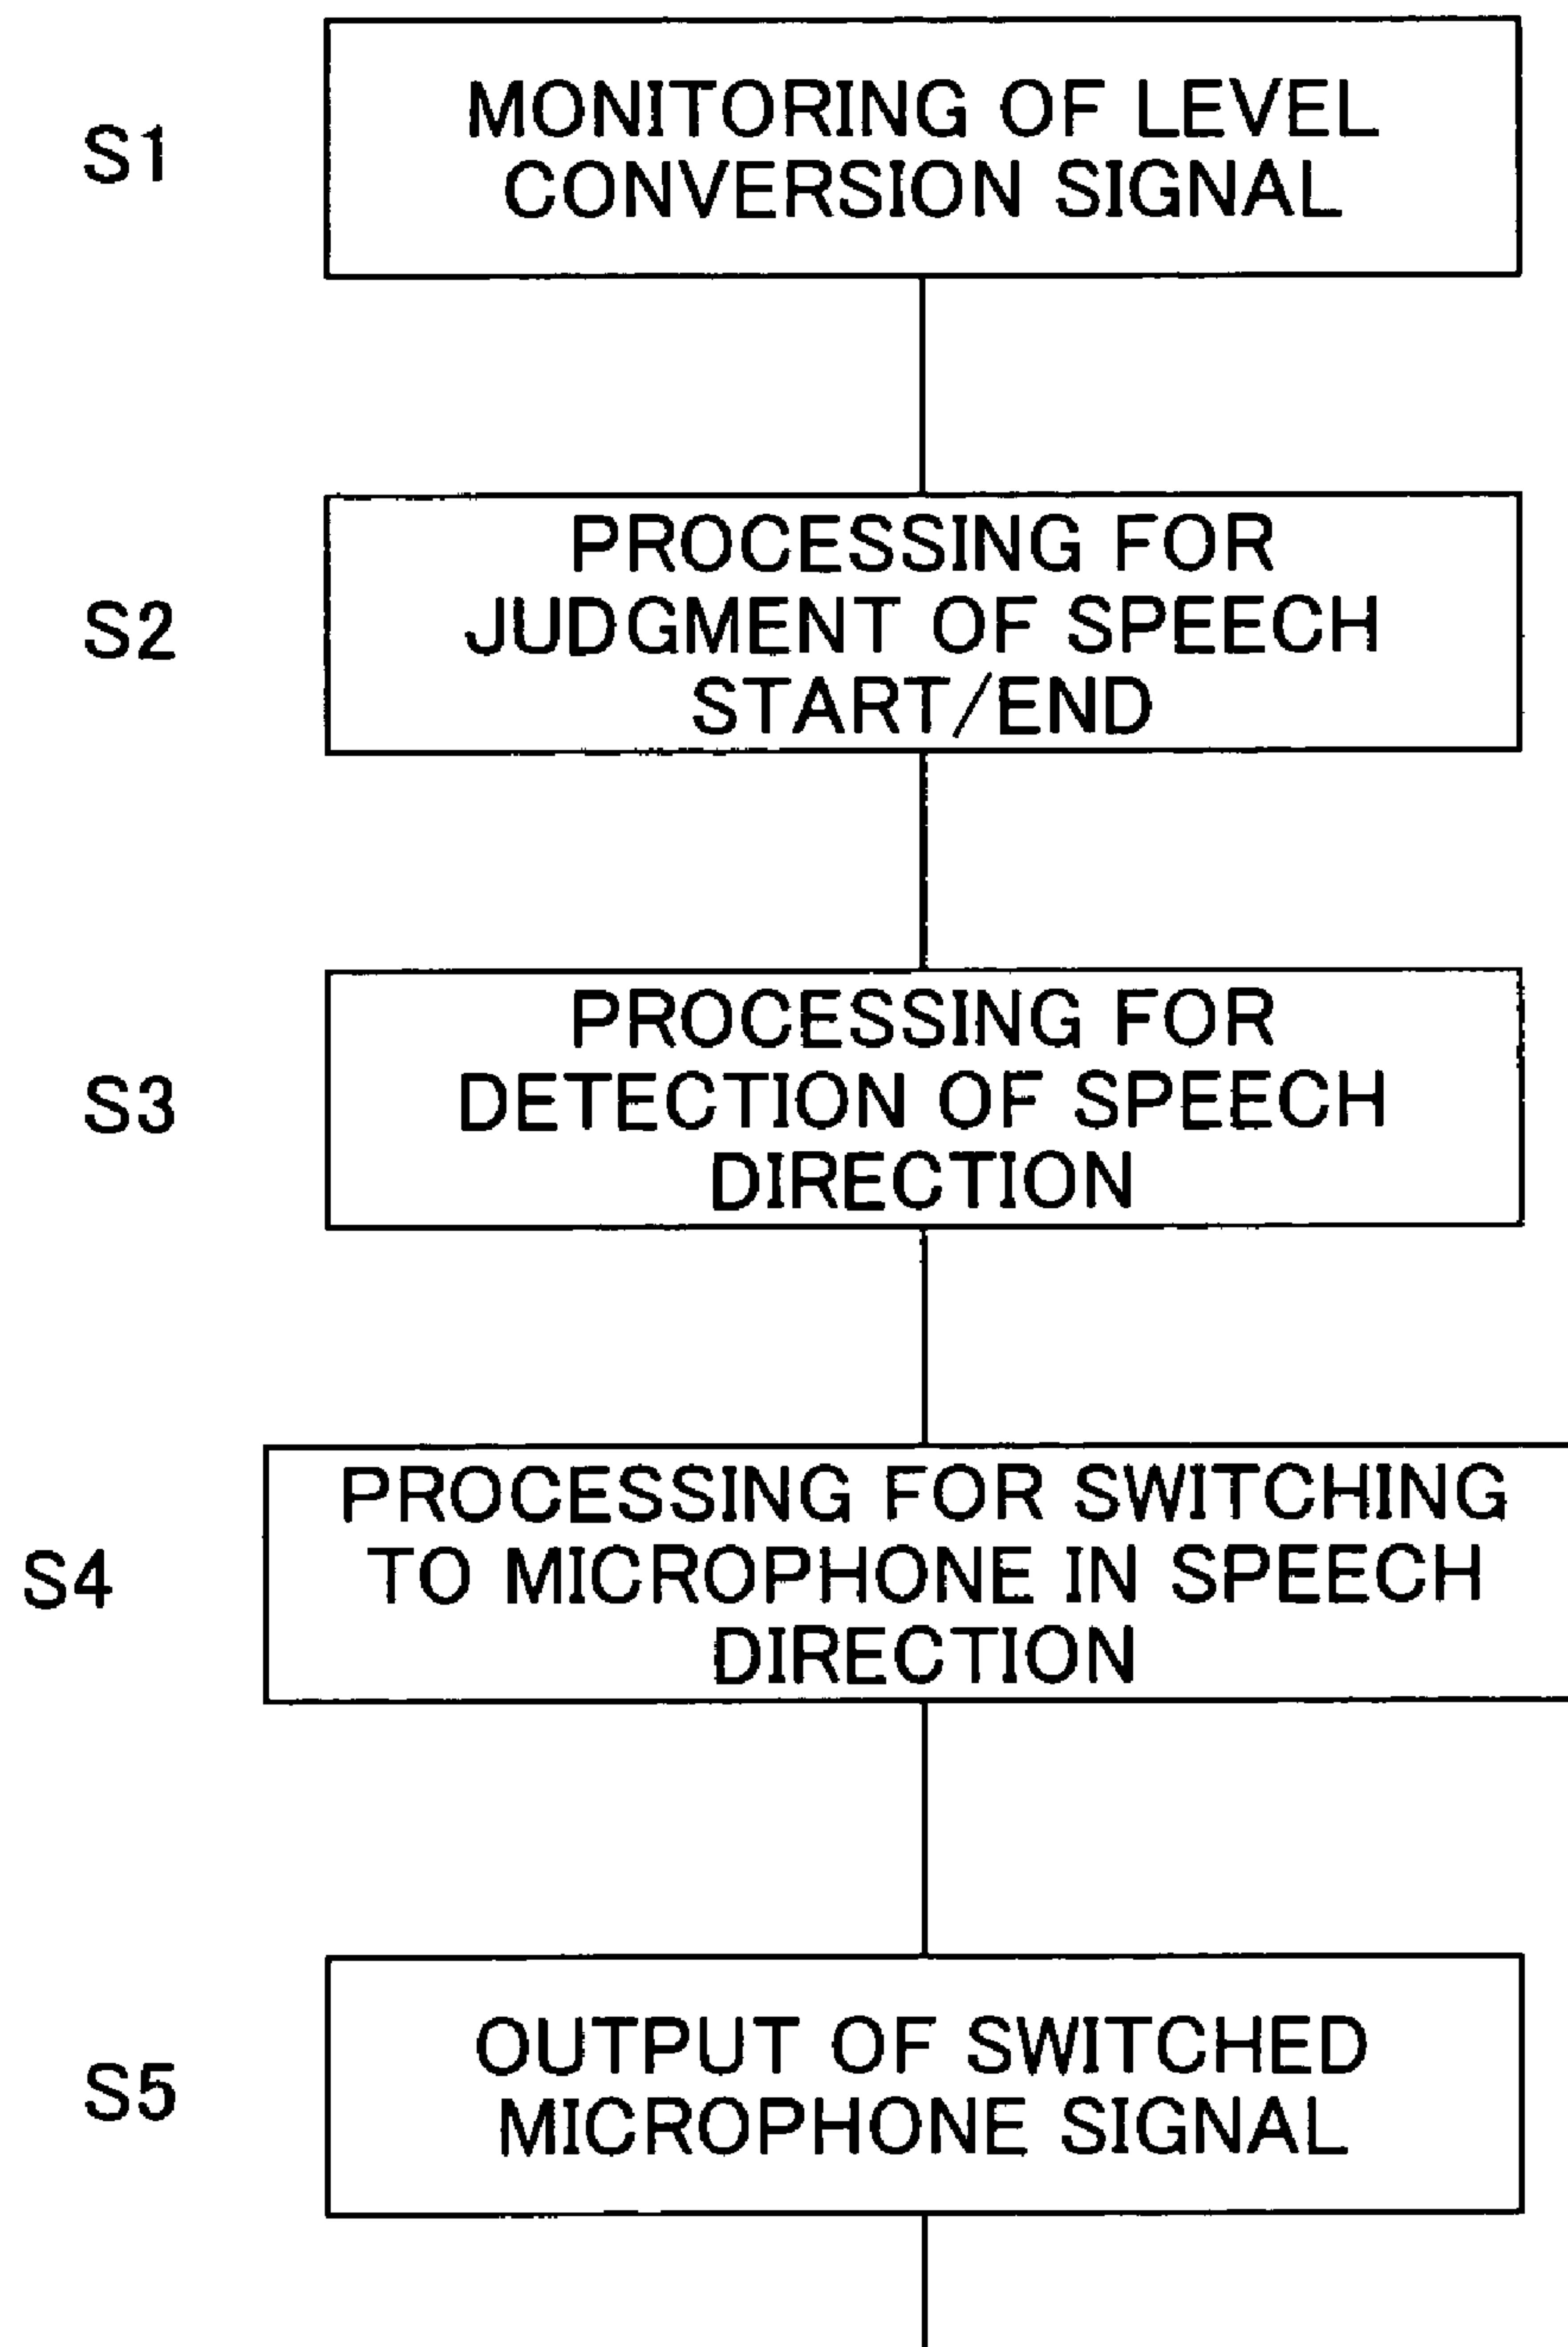 S1
MONITORING OF LEVEL
CONVERSION SIGNAL
S2
PROCESSING FOR
JUDGMENT OF SPEECH
START/END
S3
PROCESSING FOR
DETECTION OF SPEECH
DIRECTION
S4
PROCESSING FOR SWITCHING
TO MICROPHONE IN SPEECH
DIRECTION
S5
OUTPUT OF SWITCHED
MICROPHONE SIGNAL